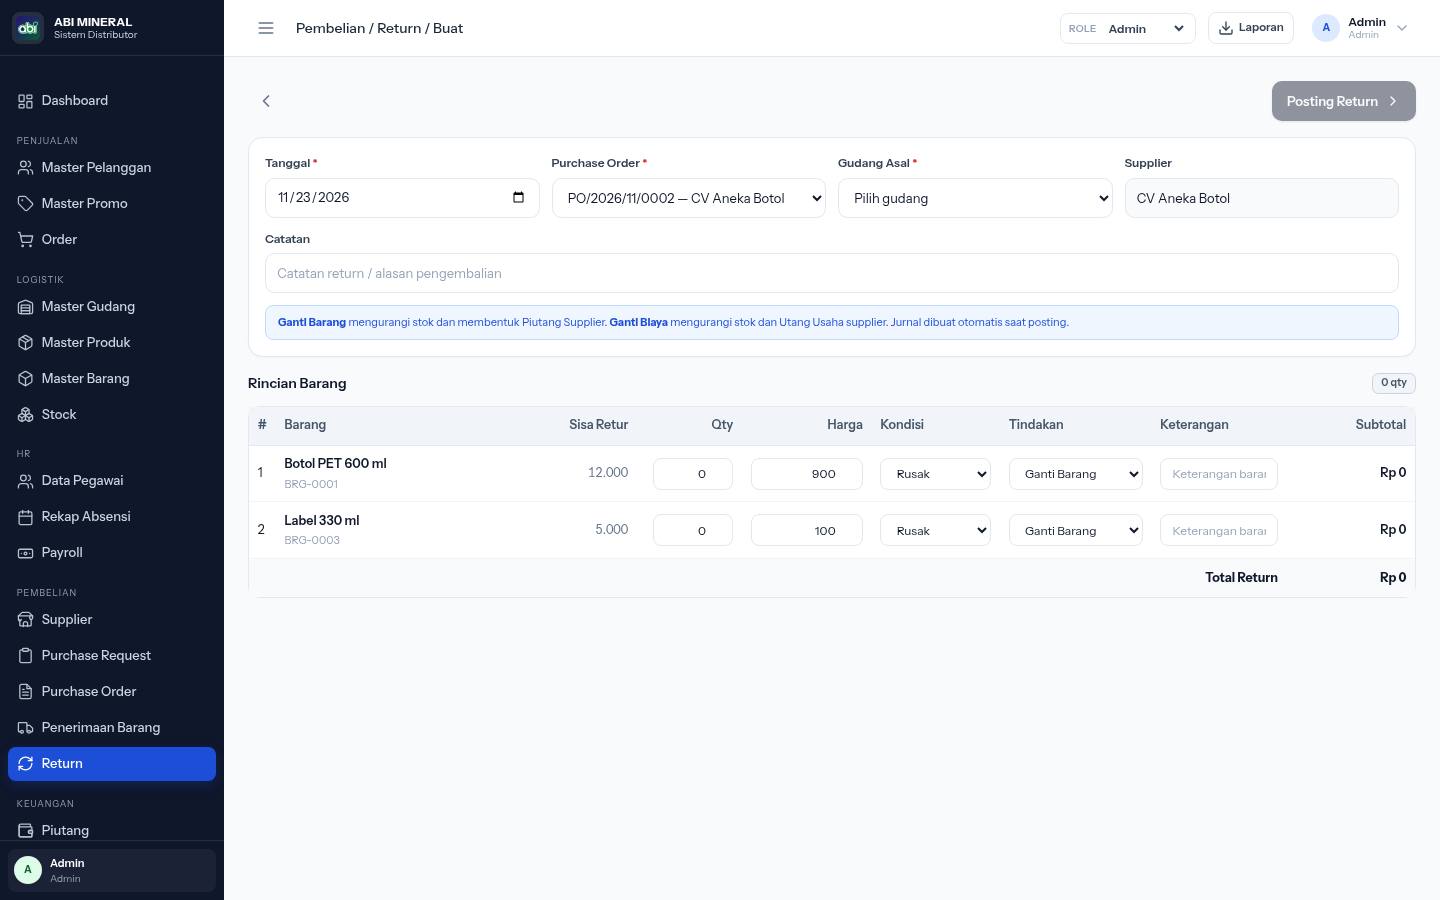 abi
ABI MINERAL
Sistem Distributor
Pembelian / Return / Buat
ROLE Admin
Laporan
A
Admin
Admin
Dashboard
PENJUALAN
Master Pelanggan
Master Promo
Order
LOGISTIK
Master Gudang
Master Produk
Master Barang
Stock
HR
Data Pegawai
Rekap Absensi
Payroll
PEMBELIAN
Supplier
Purchase Request
Purchase Order
Penerimaan Barang
Return
KEUANGAN
Piutang
A
Admin
Admin
Posting Return
Tanggal * Purchase Order * Gudang Asal * Supplier
11/23/2026 PO/2026/11/0002 — CV Aneka Botol Pilih gudang CV Aneka Botol
Catatan
Catatan return / alasan pengembalian
Ganti Barang mengurangi stok dan membentuk Piutang Supplier. Ganti Biaya mengurangi stok dan Utang Usaha supplier. Jurnal dibuat otomatis saat posting.
Rincian Barang 0 qty
# Barang Sisa Retur Qty Harga Kondisi Tindakan Keterangan Subtotal
1 Botol PET 600 ml 12.000 0 900 Rusak Ganti Barang Keterangan barar Rp 0
BRG-0001
2 Label 330 ml 5.000 0 100 Rusak Ganti Barang Keterangan barar Rp 0
BRG-0003
Total Return Rp 0